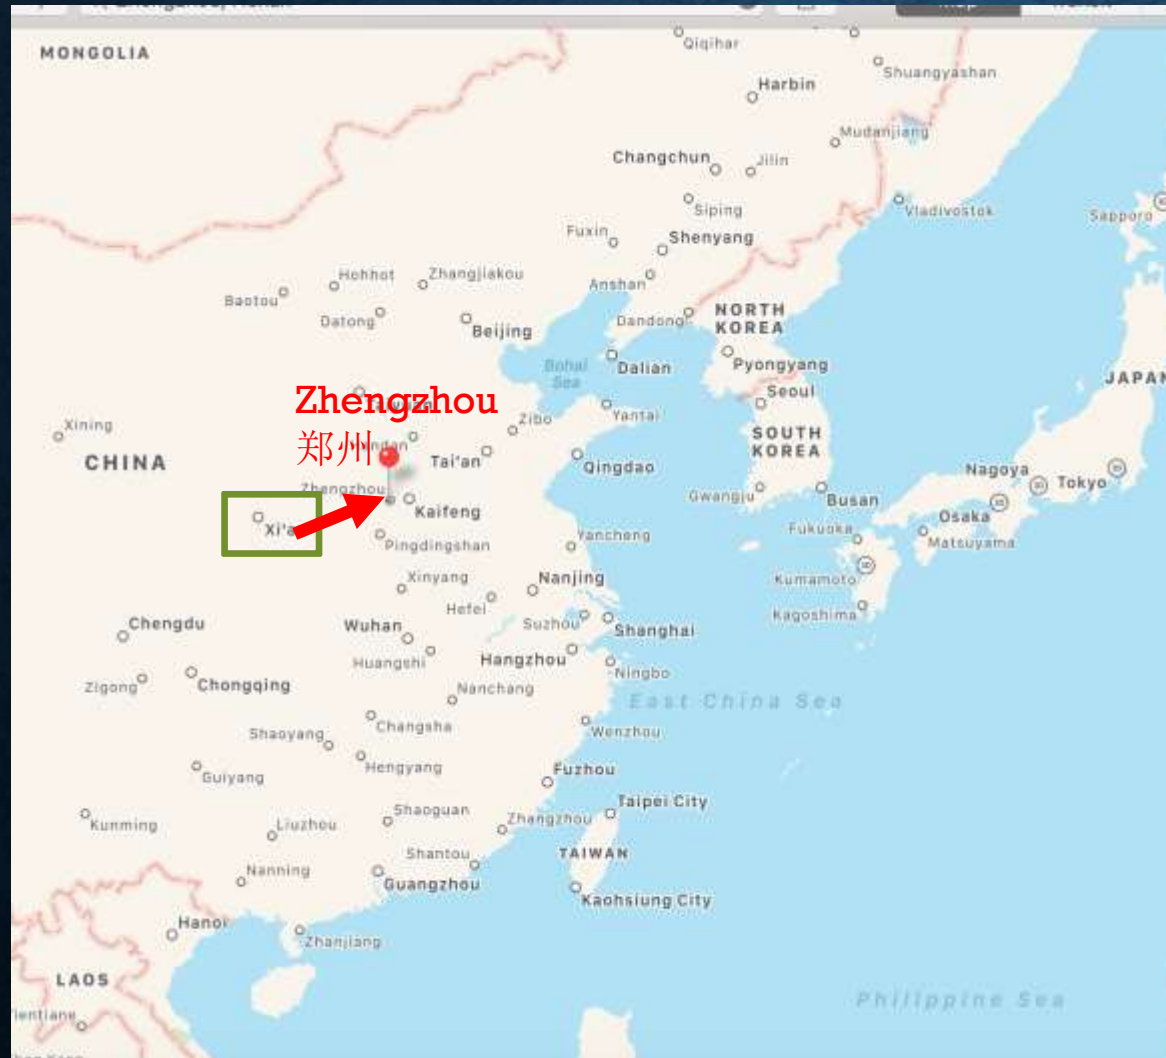 MONGOLIA
Qiqihar
Shuangyashan
Harbin
Mudanjiang
Changchun
Jilin
Siping
Vladivostok
Sapporo
Fuxin
Shenyang
Hohhot
Zhangjiakou
Anshan
Baotou
Datong
Beijing
Dandong
NORTH
KOREA
Bohai
Sea
Dalian
Pyongyang
JAPAN
Zhengzhou
Seoul
Xining
Zibo
Yantai
郑州
SOUTH
KOREA
CHINA
Tai'an
Qingdao
Nagoya
Tokyo
Zhengzhou
Gwangju
Busan
Kaifeng
Osaka
Fukuoka
Matsuyama
Pingdingshan
Yancheng
Xinyang
Nanjing
Kumamoto
Hefei
Kagoshima
Chengdu
Wuhan
Suzhou
Shanghai
Huangshi
Hangzhou
Ningbo
Zigong
Chongqing
Nanchang
East China Sea
Changsha
Shaoyang
Wenzhou
Hengyang
Guiyang
Fuzhou
Taipei City
Kunming
Liuzhou
Shaoguan
Zhangzhou
Shantou
TAIWAN
Nanning
Guangzhou
Kaohsiung City
Hanoi
Zhanjiang
LAOS
Philippine Sea